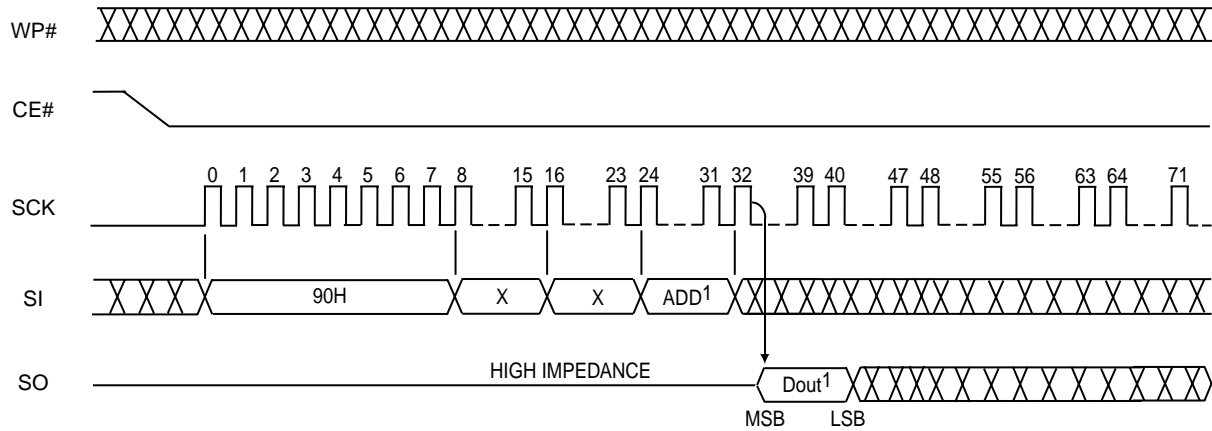 WP#
CE#
0 1 2 3 4 5 6 7 8 15 16 23 24 31 32 39 40 47 48 55 56 63 64 71
SCK
SI 90H X X ADD1
HIGH IMPEDANCE
SO Dout1
MSB LSB